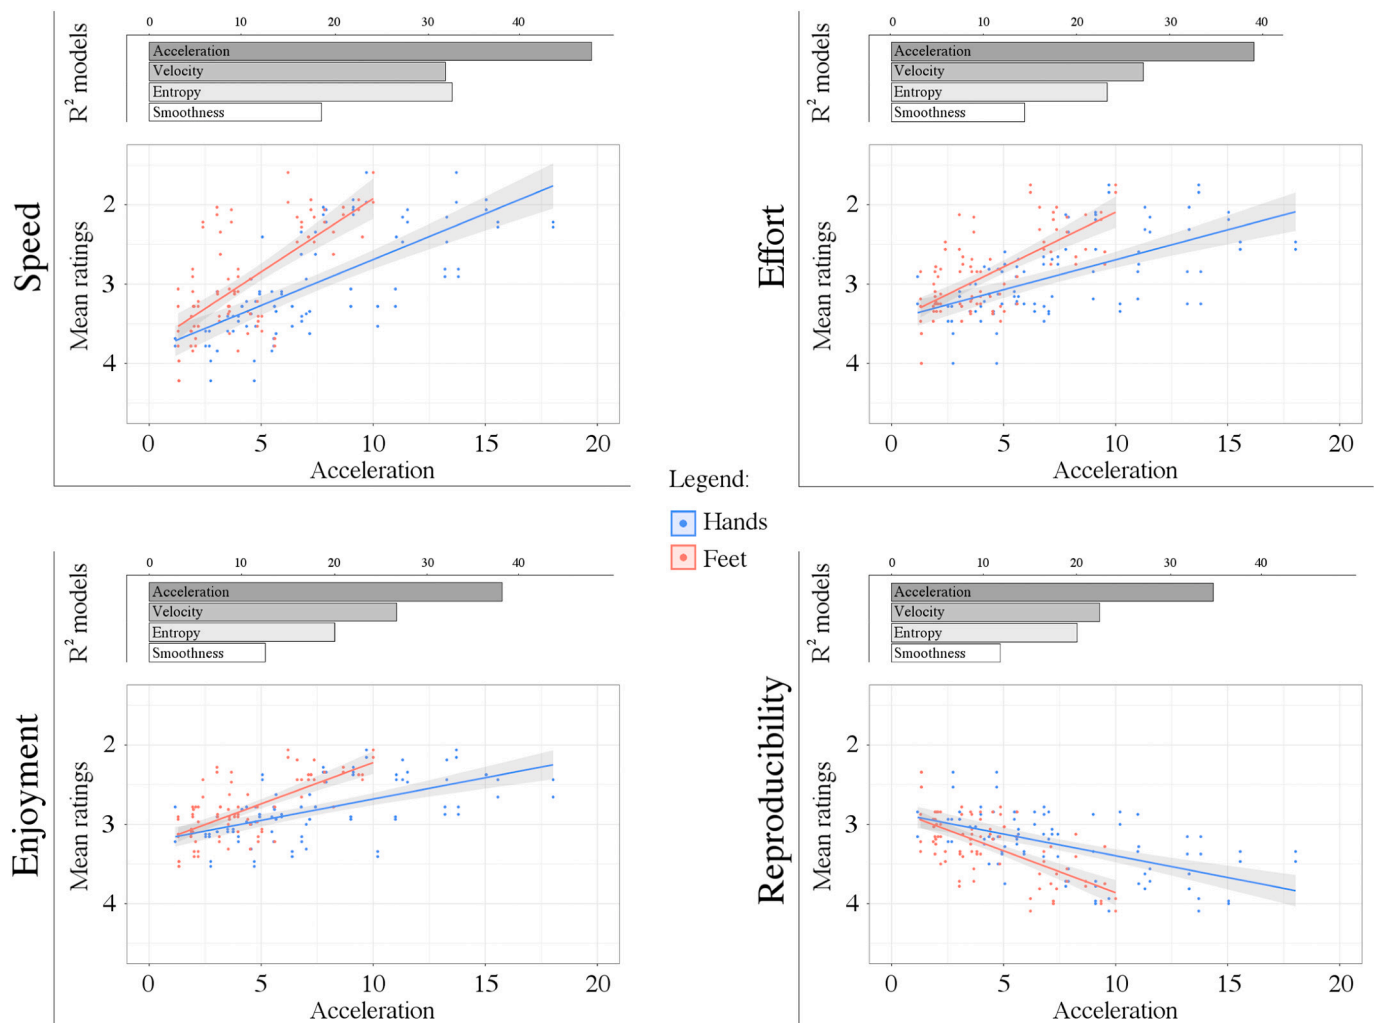 0 10 20 30 40
R² models
Acceleration
Velocity
Entropy
Smoothness
Speed
Mean ratings
2
3
4
0 5 10 15 20
Acceleration
0 10 20 30 40
R² models
Acceleration
Velocity
Entropy
Smoothness
Effort
Mean ratings
2
3
4
0 5 10 15 20
Acceleration
Legend:
Hands
Feet
0 10 20 30 40
R² models
Acceleration
Velocity
Entropy
Smoothness
Enjoyment
Mean ratings
2
3
4
0 5 10 15 20
Acceleration
0 10 20 30 40
R² models
Acceleration
Velocity
Entropy
Smoothness
Reproducibility
Mean ratings
2
3
4
0 5 10 15 20
Acceleration